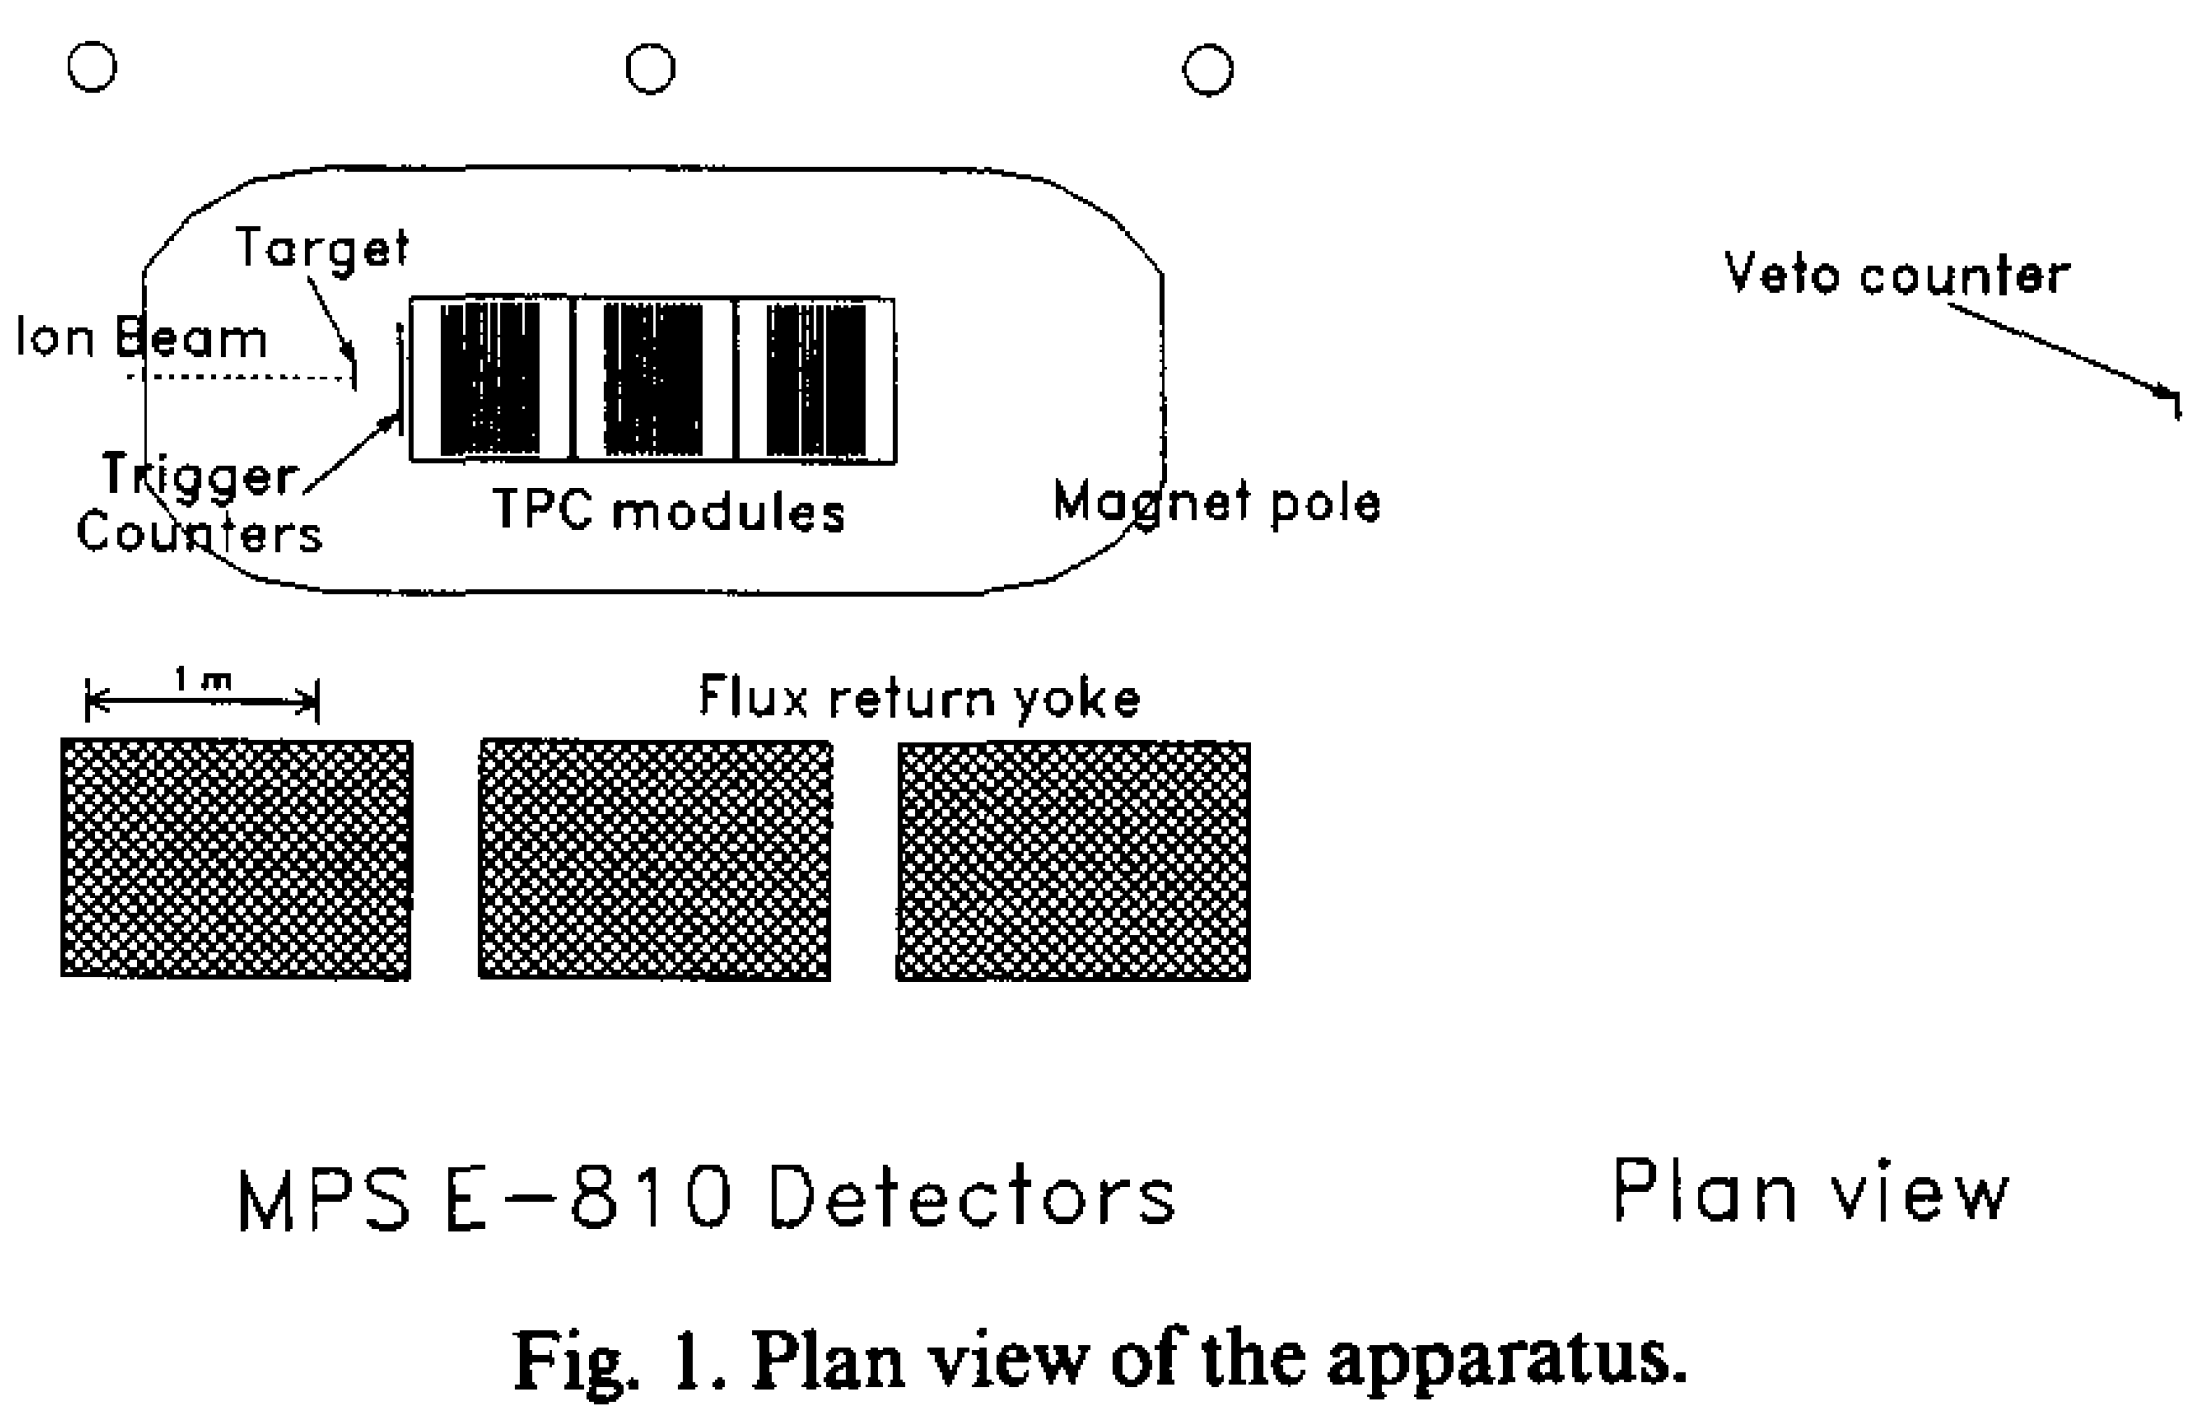 Target
Veto counter
Ion Beam
Trigger
Counters
TPC modules
Magnet pole
1 m
Flux return yoke
MPS E-810 Detectors
Plan view
Fig. 1. Plan view of the apparatus.